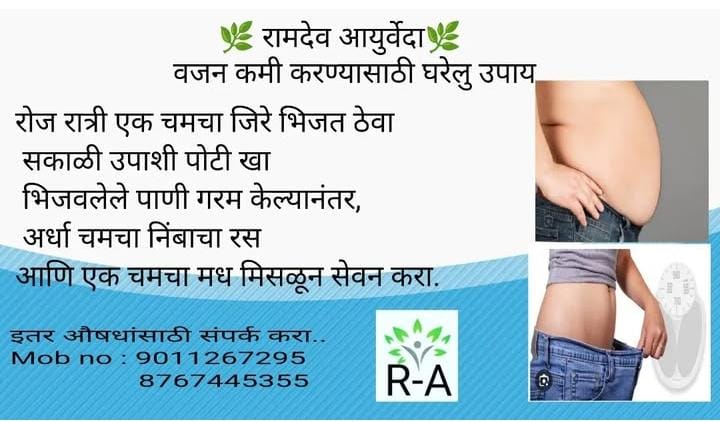 🌿 रामदेव आयुर्वेदा🌿
वजन कमी करण्यासाठी घरेलु उपाय
रोज रात्री एक चमचा जिरे भिजत ठेवा
सकाळी उपाशी पोटी खा
भिजवलेले पाणी गरम केल्यानंतर,
अर्धा चमचा निंबाचा रस
आणि एक चमचा मध मिसळून सेवन करा.
इतर औषधांसाठी संपर्क करा..
Mob no : 9011267295
8767445355
R-A